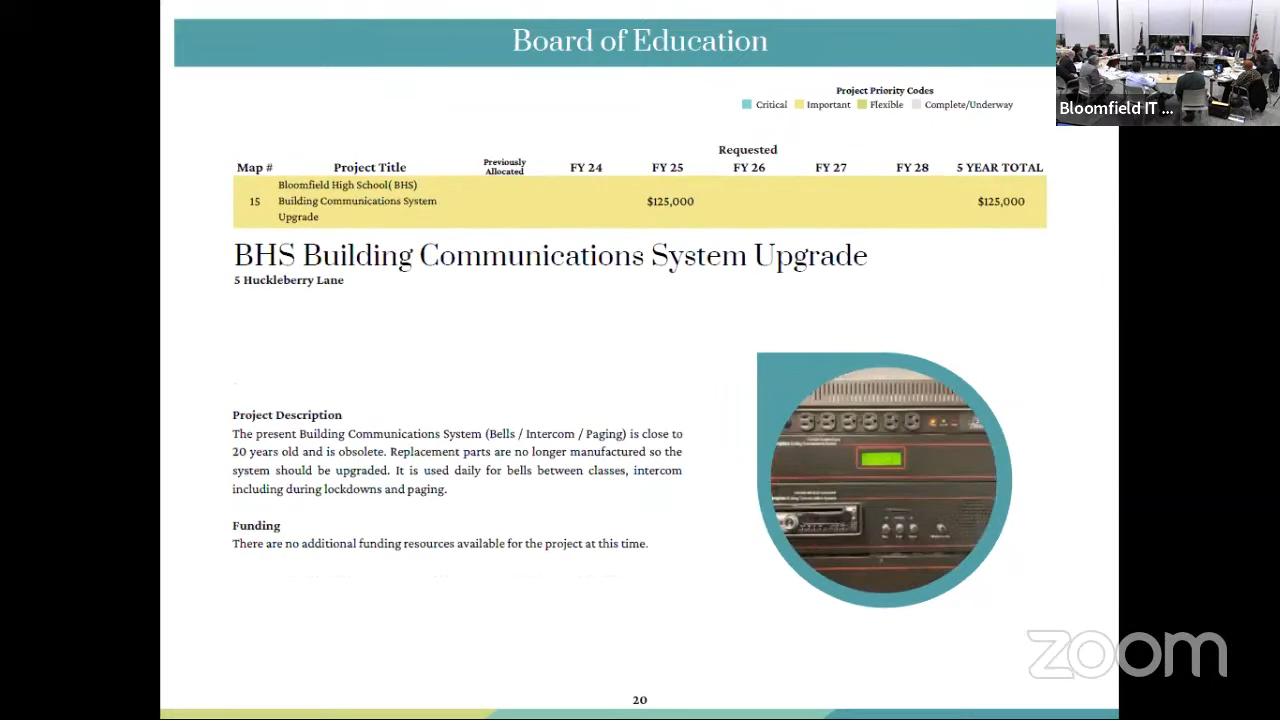 Board of Education
Bloomfield IT ...
Project Priority Codes
Critical Important Flexible Complete/Underway
Requested
Map # Project Title Previously Allocated FY 24 FY 25 FY 26 FY 27 FY 28 5 YEAR TOTAL
15 Bloomfield High School( BHS) Building Communications System Upgrade $125,000 $125,000
BHS Building Communications System Upgrade
5 Huckleberry Lane
Project Description
The present Building Communications System (Bells / Intercom / Paging) is close to
20 years old and is obsolete. Replacement parts are no longer manufactured so the
system should be upgraded. It is used daily for bells between classes, intercom
including during lockdowns and paging.
Funding
There are no additional funding resources available for the project at this time.
zoom
20